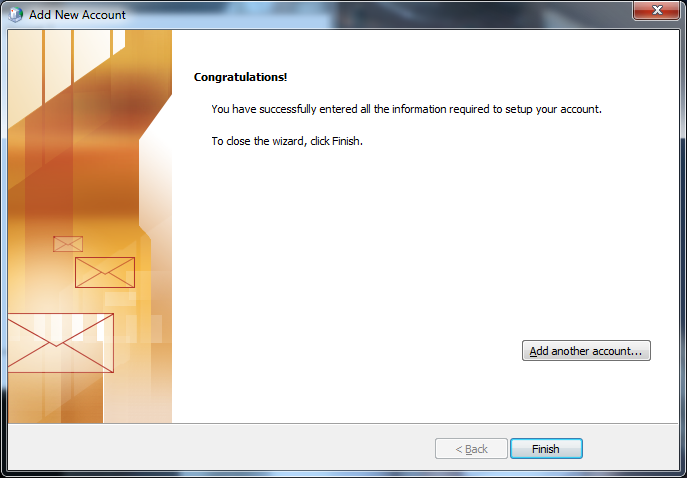 Add New Account
Congratulations!
You have successfully entered all the information required to setup your account.
To close the wizard, click Finish.
Add another account...
< Back
Finish